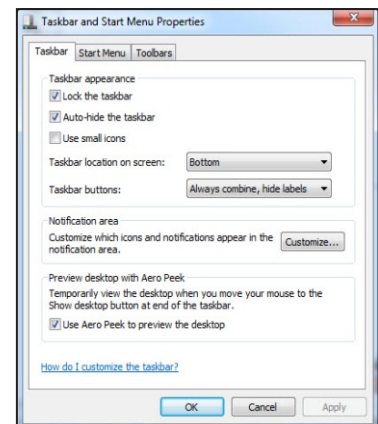 Taskbar and Start Menu Properties
Taskbar Start Menu Toolbars
Taskbar appearance
Lock the taskbar
Auto-hide the taskbar
Use small icons
Taskbar location on screen: Bottom
Taskbar buttons: Always combine, hide labels
Notification area
Customize which icons and notifications appear in the
notification area.
Customize...
Preview desktop with Aero Peek
Temporarily view the desktop when you move your mouse to the
Show desktop button at end of the taskbar.
Use Aero Peek to preview the desktop
How do I customize the taskbar?
OK Cancel Apply